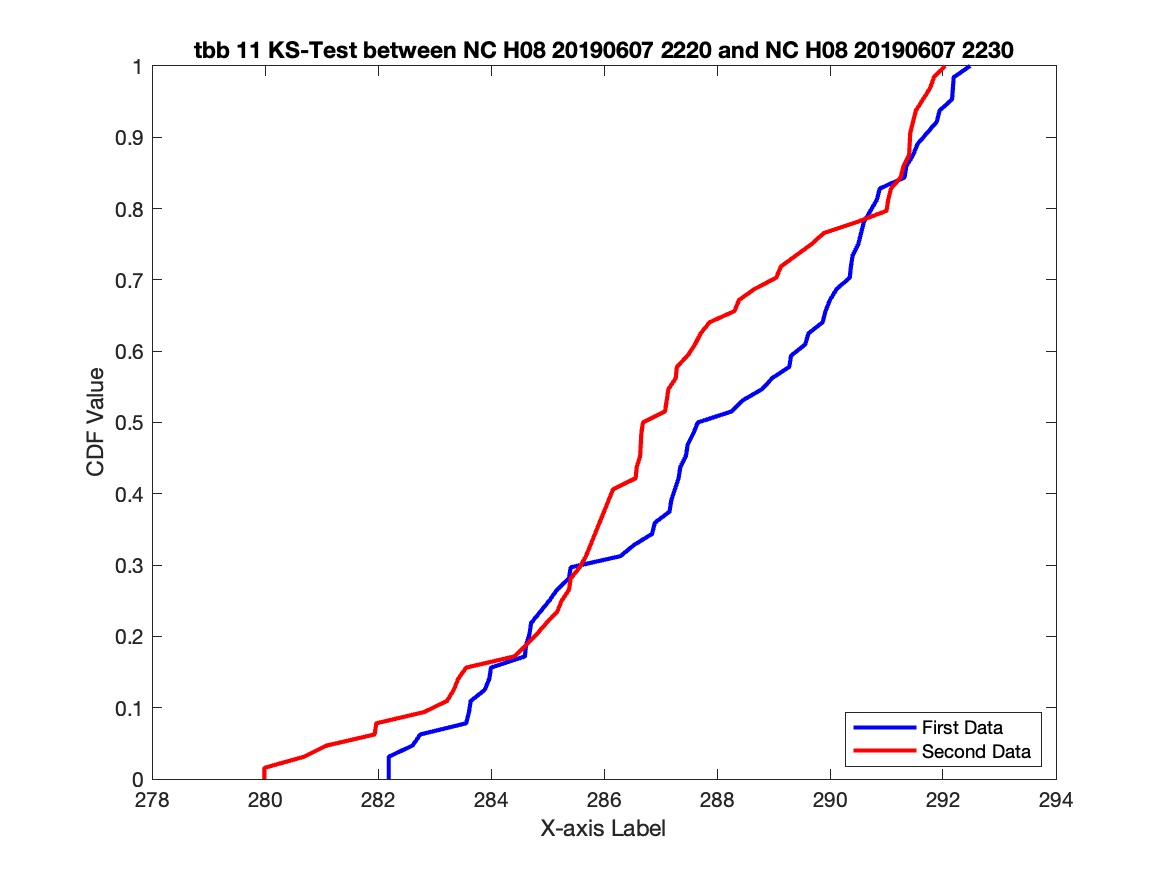 tbb 11 KS-Test between NC H08 20190607 2220 and NC H08 20190607 2230
1
0.9
0.8
0.7
0.6
0.5
0.4
0.3
0.2
0.1
0
CDF Value
First Data
Second Data
278 280 282 284 286 288 290 292 294
X-axis Label